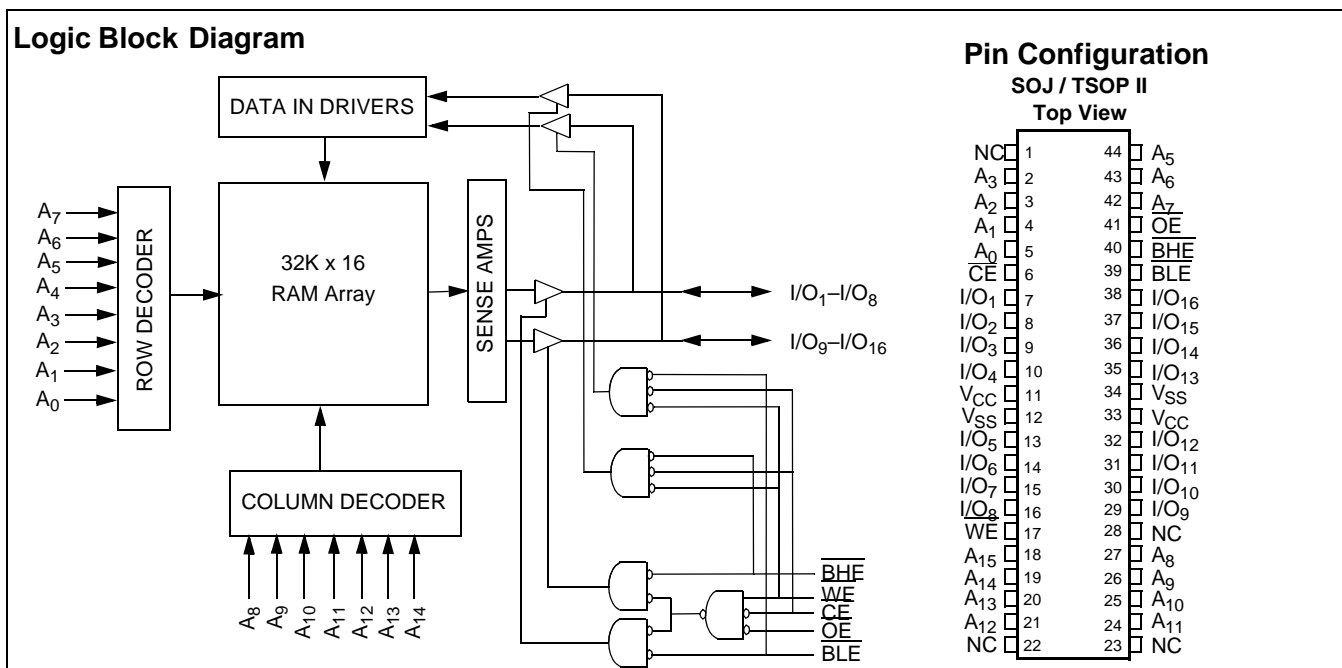 Logic Block Diagram
DATA IN DRIVERS
A7
A6
A5
A4
A3
A2
A1
A0
ROW DECODER
32K x 16
RAM Array
SENSE AMPS
I/O1–I/O8
I/O9–I/O16
COLUMN DECODER
A8
A9
A10
A11
A12
A13
A14
BHE
WE
CE
OE
BLE
Pin Configuration
SOJ / TSOP II
Top View
NC 1 44 A5
A3 2 43 A6
A2 3 42 A7
A1 4 41 OE
A0 5 40 BHE
CE 6 39 BLE
I/O1 7 38 I/O16
I/O2 8 37 I/O15
I/O3 9 36 I/O14
I/O4 10 35 I/O13
VCC 11 34 VSS
VSS 12 33 VCC
I/O5 13 32 I/O12
I/O6 14 31 I/O11
I/O7 15 30 I/O10
I/O8 16 29 I/O9
WE 17 28 NC
A15 18 27 A8
A14 19 26 A9
A13 20 25 A10
A12 21 24 A11
NC 22 23 NC